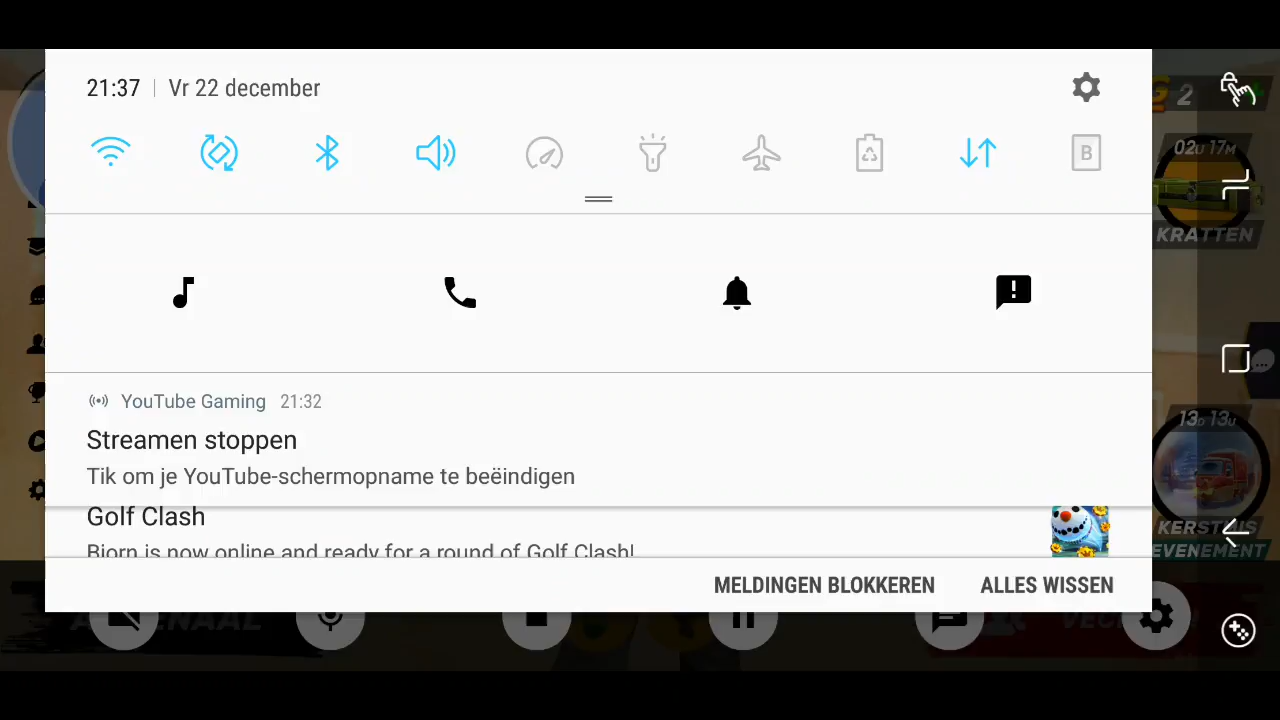 21:37 | Vr 22 december
B
YouTube Gaming 21:32
Streamen stoppen
Tik om je YouTube-schermopname te beëindigen
Golf Clash
Bjorn is now online and ready for a round of Golf Clash!
MELDINGEN BLOKKEREN ALLES WISSEN
2
02U 17M
KRATTEN
13D 13U
KERSTMIS
EVENEMENT